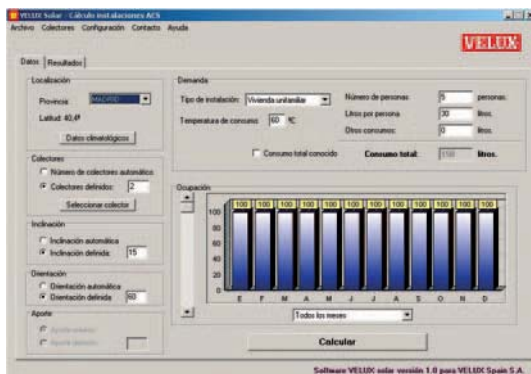 VELUX Solar - Cálculo instalaciones ACS
Archivo Colectores Configuración Contacto Ayuda
VELUX
Datos Resultados
Localización
Provincia: MADRID
Latitud: 40,4º
Datos climatológicos
Colectores
Número de colectores automático
Colectores definidos: 2
Seleccionar colector
Inclinación
Inclinación automática
Inclinación definida: 15
Orientación
Orientación automática
Orientación definida: 60
Aporte
Demanda
Tipo de instalación: Vivienda unifamiliar
Temperatura de consumo 60 ºC
Número de personas: 5 personas.
Litros por persona: 30 litros.
Otros consumos: 0 litros.
Consumo total conocido
Consumo total: 150 litros.
Ocupación
100 100 100 100 100 100 100 100 100 100 100 100
100
80
60
40
20
0
E F M A M J J A S O N D
Todos los meses
Calcular
Software VELUX solar versión 1.0 para VELUX Spain S.A.